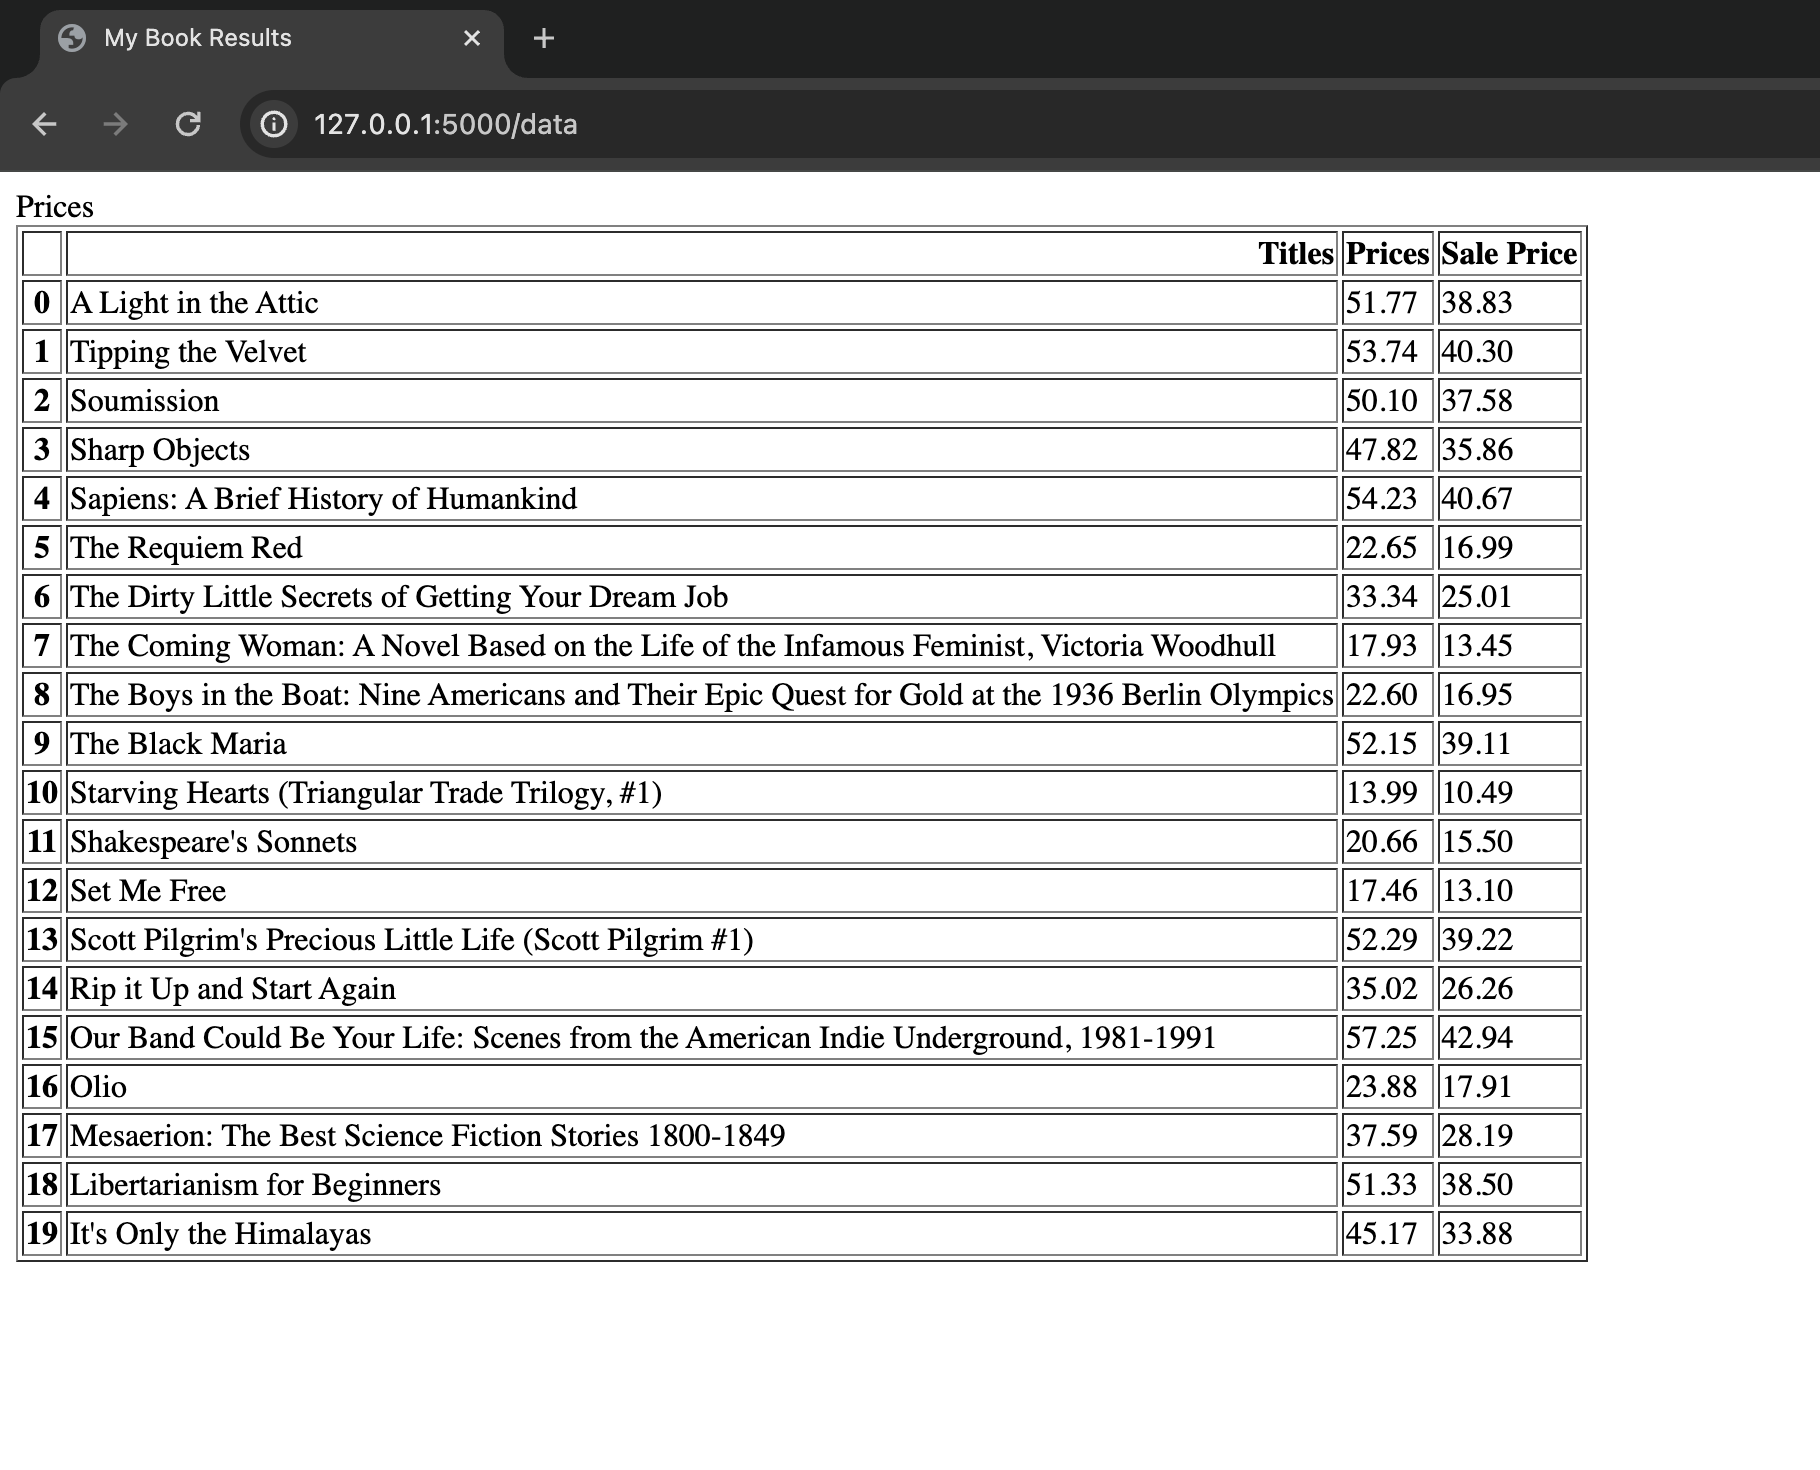 My Book Results
127.0.0.1:5000/data
Prices
Titles Prices Sale Price
0 A Light in the Attic 51.77 38.83
1 Tipping the Velvet 53.74 40.30
2 Soumission 50.10 37.58
3 Sharp Objects 47.82 35.86
4 Sapiens: A Brief History of Humankind 54.23 40.67
5 The Requiem Red 22.65 16.99
6 The Dirty Little Secrets of Getting Your Dream Job 33.34 25.01
7 The Coming Woman: A Novel Based on the Life of the Infamous Feminist, Victoria Woodhull 17.93 13.45
8 The Boys in the Boat: Nine Americans and Their Epic Quest for Gold at the 1936 Berlin Olympics 22.60 16.95
9 The Black Maria 52.15 39.11
10 Starving Hearts (Triangular Trade Trilogy, #1) 13.99 10.49
11 Shakespeare's Sonnets 20.66 15.50
12 Set Me Free 17.46 13.10
13 Scott Pilgrim's Precious Little Life (Scott Pilgrim #1) 52.29 39.22
14 Rip it Up and Start Again 35.02 26.26
15 Our Band Could Be Your Life: Scenes from the American Indie Underground, 1981-1991 57.25 42.94
16 Olio 23.88 17.91
17 Mesaerion: The Best Science Fiction Stories 1800-1849 37.59 28.19
18 Libertarianism for Beginners 51.33 38.50
19 It's Only the Himalayas 45.17 33.88